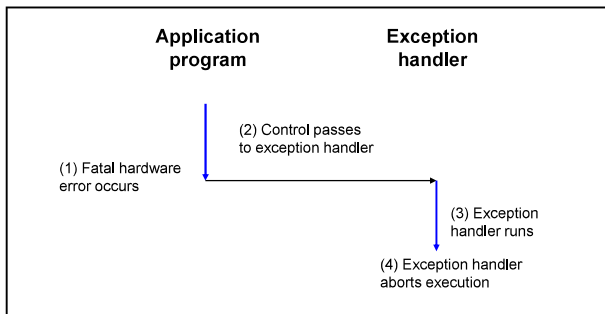 Application
program
Exception
handler
(2) Control passes
to exception handler
(1) Fatal hardware
error occurs
(3) Exception
handler runs
(4) Exception handler
aborts execution